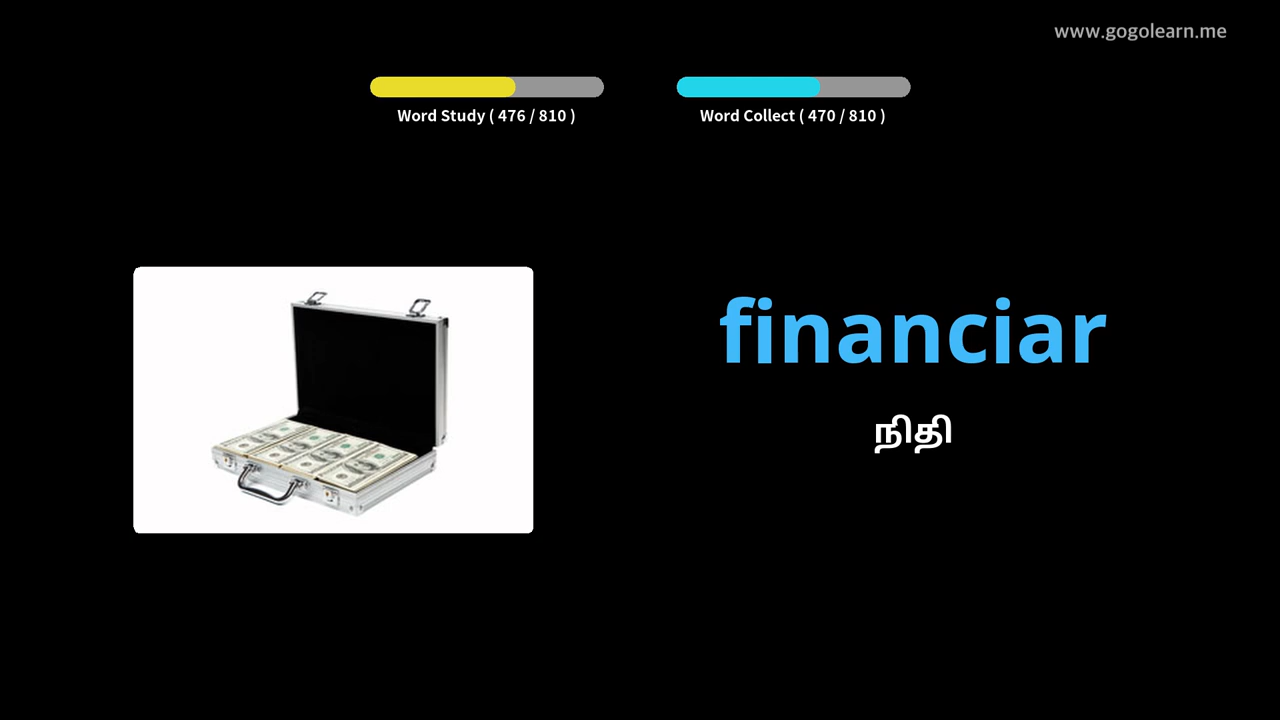 www.gogolearn.me
Word Study ( 476 / 810 )
Word Collect ( 470 / 810 )
financiar
நிதி